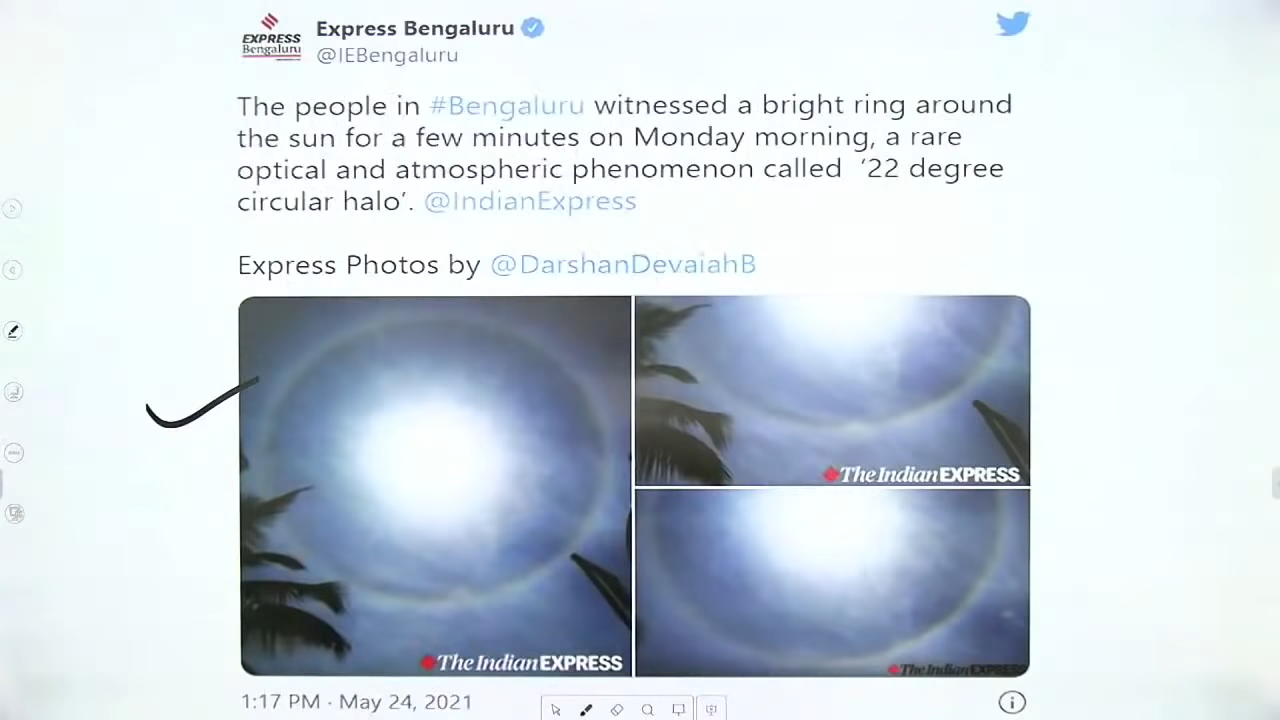 EXPRESS
Bengaluru
Express Bengaluru
@IEBengaluru
The people in #Bengaluru witnessed a bright ring around
the sun for a few minutes on Monday morning, a rare
optical and atmospheric phenomenon called ‘22 degree
circular halo’. @IndianExpress
Express Photos by @DarshanDevaiahB
The Indian EXPRESS
The Indian EXPRESS
The Indian EXPRESS
1:17 PM · May 24, 2021